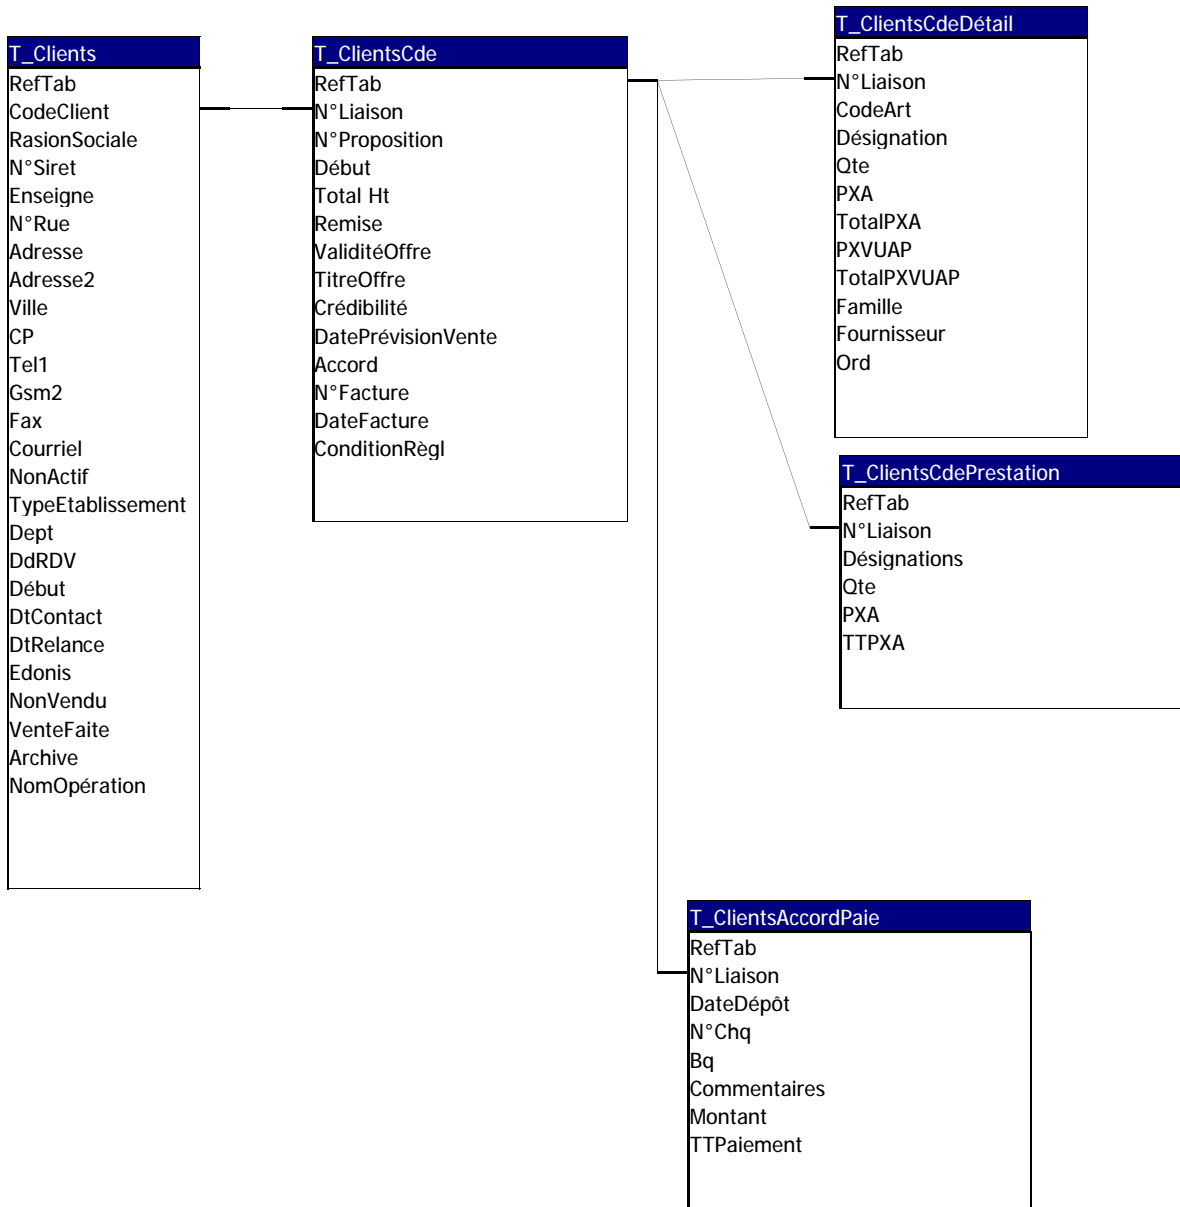 T_Clients
RefTab
CodeClient
RasionSociale
N°Siret
Enseigne
N°Rue
Adresse
Adresse2
Ville
CP
Tel1
Gsm2
Fax
Courriel
NonActif
TypeEtablissement
Dept
DdRDV
Début
DtContact
DtRelance
Edonis
NonVendu
VenteFaite
Archive
NomOpération
T_ClientsCde
RefTab
N°Liaison
N°Proposition
Début
Total Ht
Remise
ValiditéOffre
TitreOffre
Crédibilité
DatePrévisionVente
Accord
N°Facture
DateFacture
ConditionRègl
T_ClientsCdeDétail
RefTab
N°Liaison
CodeArt
Désignation
Qte
PXA
TotalPXA
PXVUAP
TotalPXVUAP
Famille
Fournisseur
Ord
T_ClientsCdePrestation
RefTab
N°Liaison
Désignations
Qte
PXA
TTPXA
T_ClientsAccordPaie
RefTab
N°Liaison
DateDépôt
N°Chq
Bq
Commentaires
Montant
TTPaiement